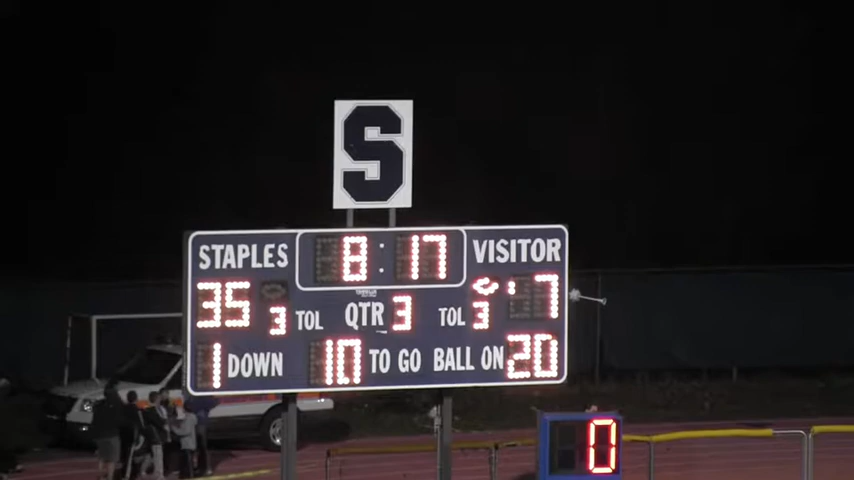 S
STAPLES 8:17 VISITOR
35 3 TOL QTR 3 TOL 3 7
1 DOWN 10 TO GO BALL ON 20
0